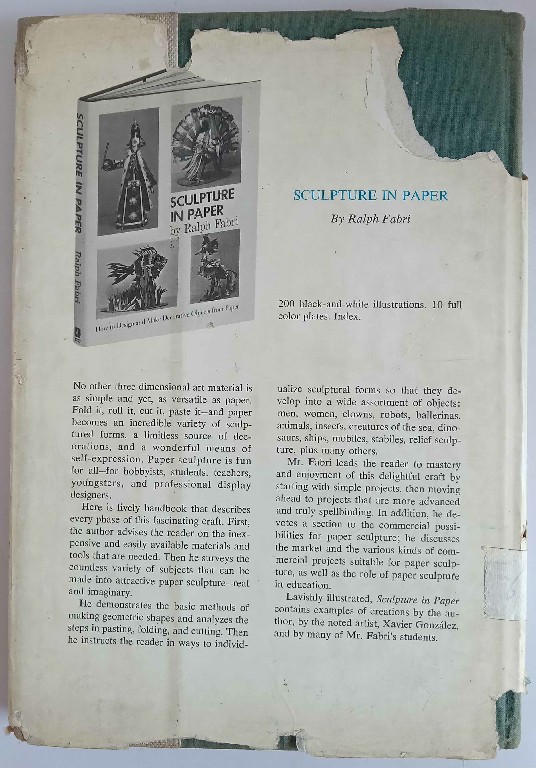 SCULPTURE IN PAPER
Ralph Fabri
SCULPTURE
IN PAPER
by Ralph Fabri
How to Design and Make Decorative Objects from Paper
SCULPTURE IN PAPER
By Ralph Fabri
200 black-and-white illustrations. 10 full
color plates. Index.
No other three dimensional art material is
as simple and yet, as versatile as paper.
Fold it, roll it, cut it, paste it—and paper
becomes an incredible variety of sculp-
tured forms, a limitless source of dec-
orations, and a wonderful means of
self-expression. Paper sculpture is fun
for all—for hobbyists, students, teachers,
youngsters, and professional display
designers.
Here is lively handbook that describes
every phase of this fascinating craft. First,
the author advises the reader on the inex-
pensive and easily available materials and
tools that are needed. Then he surveys the
countless variety of subjects that can be
made into attractive paper sculpture—real
and imaginary.
He demonstrates the basic methods of
making geometric shapes and analyzes the
steps in pasting, folding, and cutting. Then
he instructs the reader in ways to individ-
ualize sculptural forms so that they de-
velop into a wide assortment of objects:
men, women, clowns, robots, ballerinas,
animals, insects, creatures of the sea, dino-
saurs, ships, mobiles, stabiles, relief sculp-
ture, plus many others.
Mr. Fabri leads the reader to mastery
and enjoyment of this delightful craft by
starting with simple projects, then moving
ahead to projects that are more advanced
and truly spellbinding. In addition, he de-
votes a section to the commercial possi-
bilities for paper sculpture; he discusses
the market and the various kinds of com-
mercial projects suitable for paper sculp-
ture, as well as the role of paper sculpture
in education.
Lavishly illustrated, Sculpture in Paper
contains examples of creations by the au-
thor, by the noted artist, Xavier González,
and by many of Mr. Fabri's students.